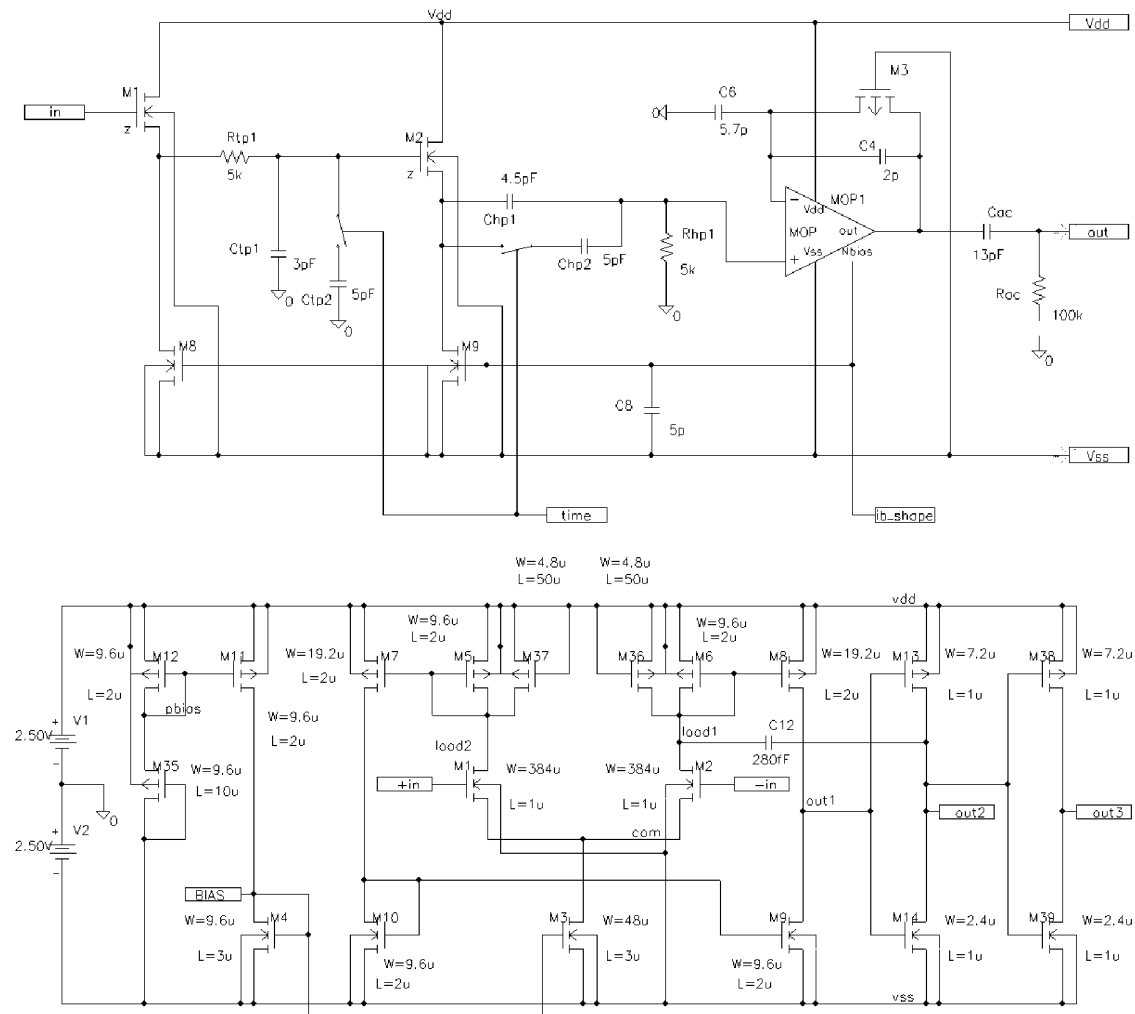 Vdd
Vdd
M3
M1
C6
in
0
5.7p
z
Rtp1
M2
C4
5k
z
4.5pF
2p
Chp1
MOP1
Vdd
MOP
out
Cac
out
Ctp1
Rhp1
Vss
Nbias
3pF
Chp2
5pF
5k
13pF
0
Ctp2
5pF
Rac
0
0
100k
M8
M9
0
C8
5p
Vss
time
ib_shape
W=4.8u
W=4.8u
L=50u
L=50u
vdd
W=9.6u
W=9.6u
L=2u
L=2u
W=9.6u
M12
M11
W=19.2u
M7
M5
M37
M36
M6
M8
W=19.2u
M13
W=7.2u
M38
W=7.2u
L=2u
L=2u
L=2u
L=1u
L=1u
pbias
W=9.6u
L=2u
V1
C12
2.50V
load2
load1
280fF
M35
W=9.6u
M1
W=384u
W=384u
M2
L=10u
+in
-in
L=1u
L=1u
out1
0
out2
out3
V2
com
2.50V
BIAS
W=9.6u
M4
M10
M3
W=48u
M9
M14
W=2.4u
M39
W=2.4u
L=3u
L=3u
L=1u
L=1u
W=9.6u
W=9.6u
L=2u
L=2u
vss